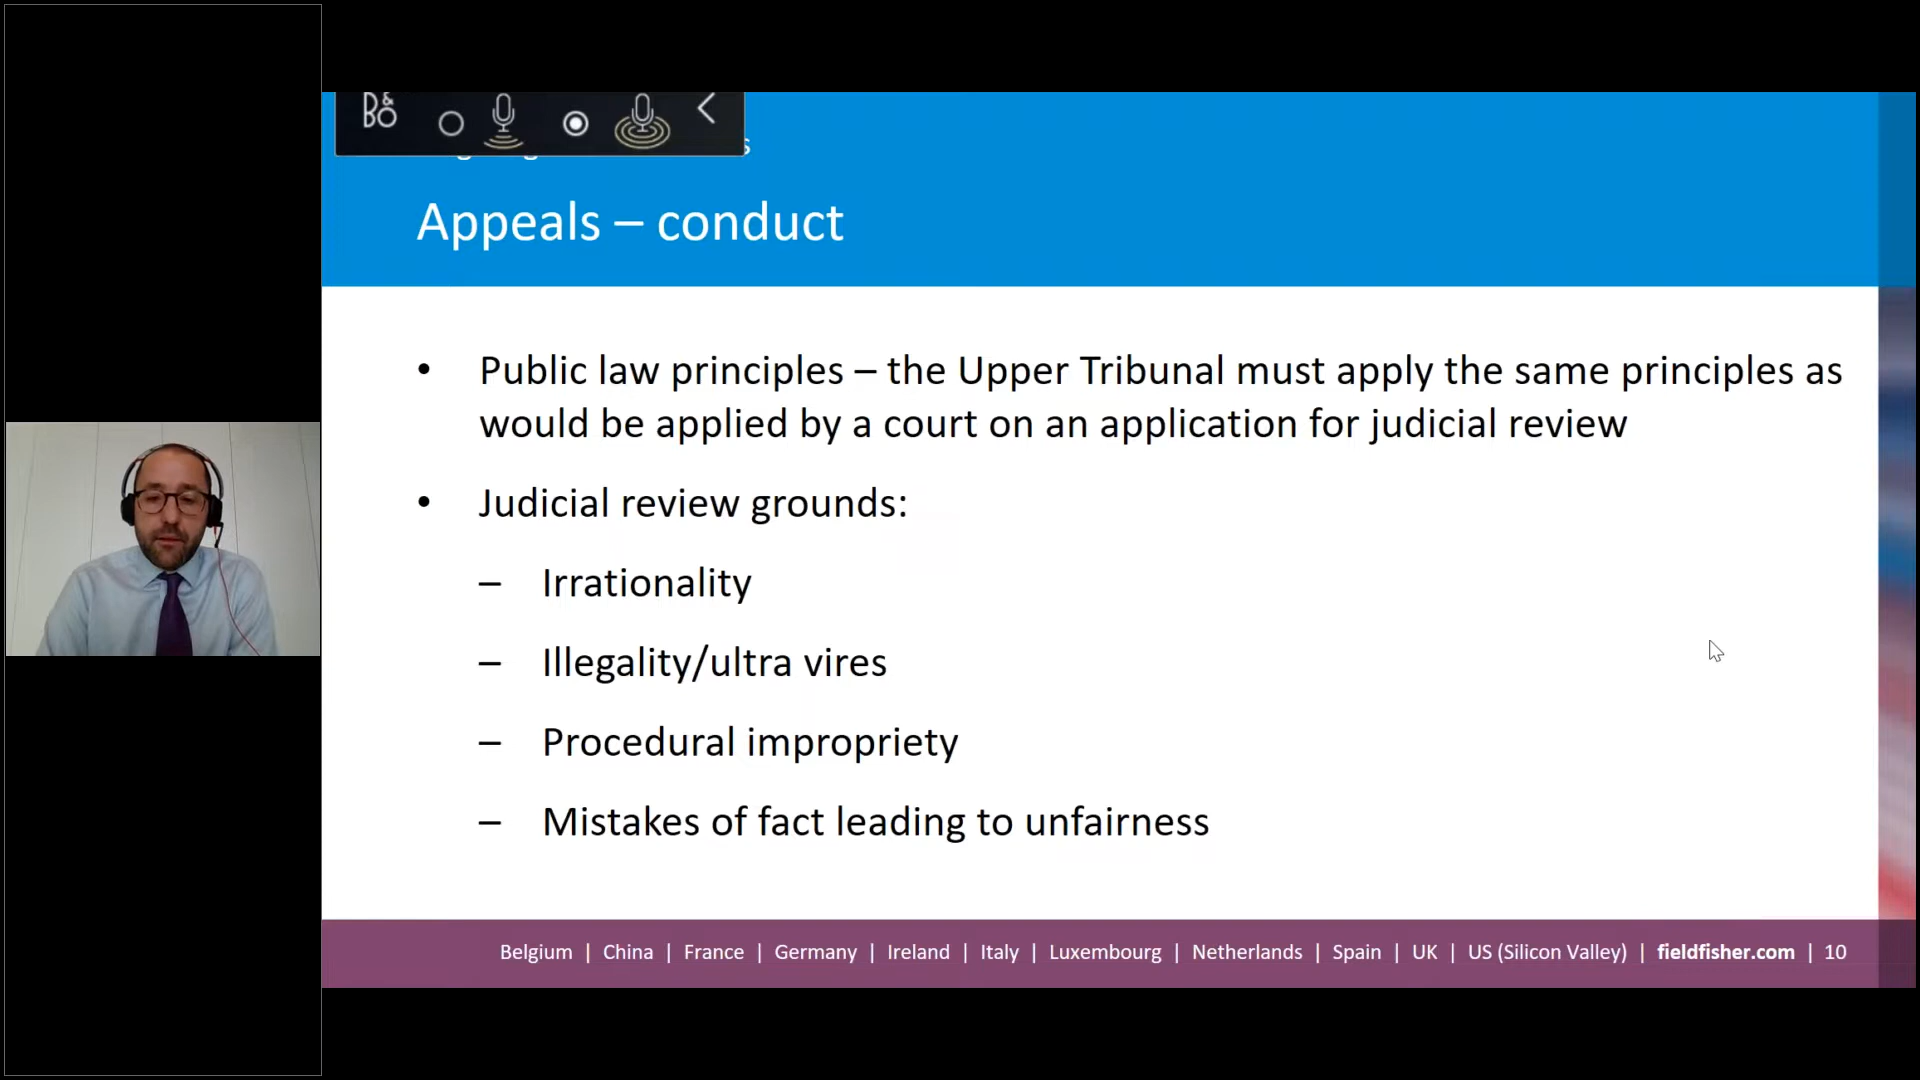 B&O
Appeals – conduct
• Public law principles – the Upper Tribunal must apply the same principles as
would be applied by a court on an application for judicial review
• Judicial review grounds:
– Irrationality
– Illegality/ultra vires
– Procedural impropriety
– Mistakes of fact leading to unfairness
Belgium | China | France | Germany | Ireland | Italy | Luxembourg | Netherlands | Spain | UK | US (Silicon Valley) | fieldfisher.com | 10